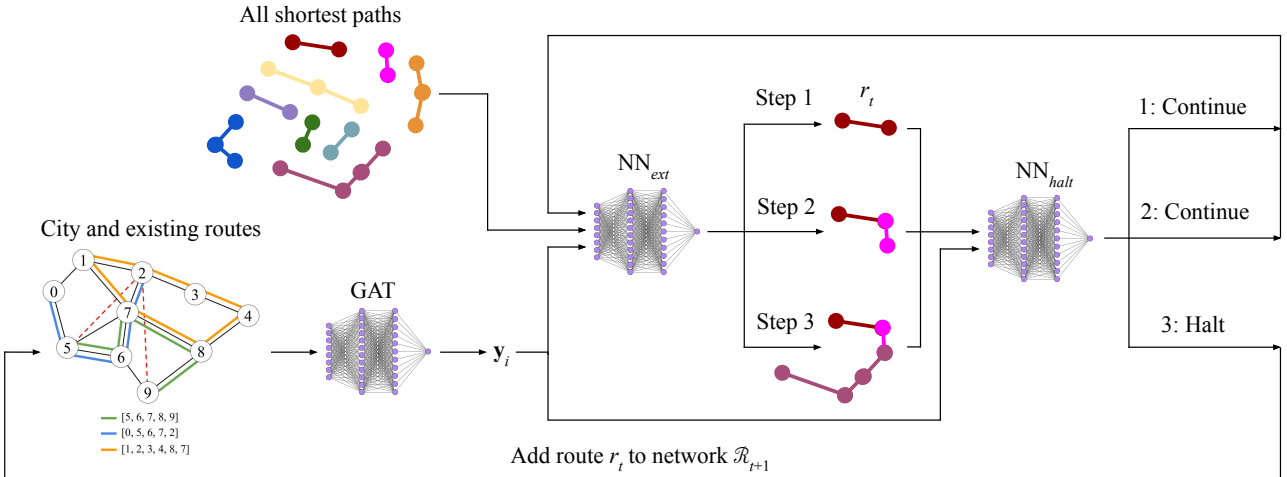 All shortest paths
City and existing routes
0
1
2
3
4
5
6
7
8
9
[5, 6, 7, 8, 9]
[0, 5, 6, 7, 2]
[1, 2, 3, 4, 8, 7]
GAT
y_i
NN_ext
Step 1
r_t
Step 2
Step 3
NN_halt
1: Continue
2: Continue
3: Halt
Add route r_t to network ℛ_{t+1}